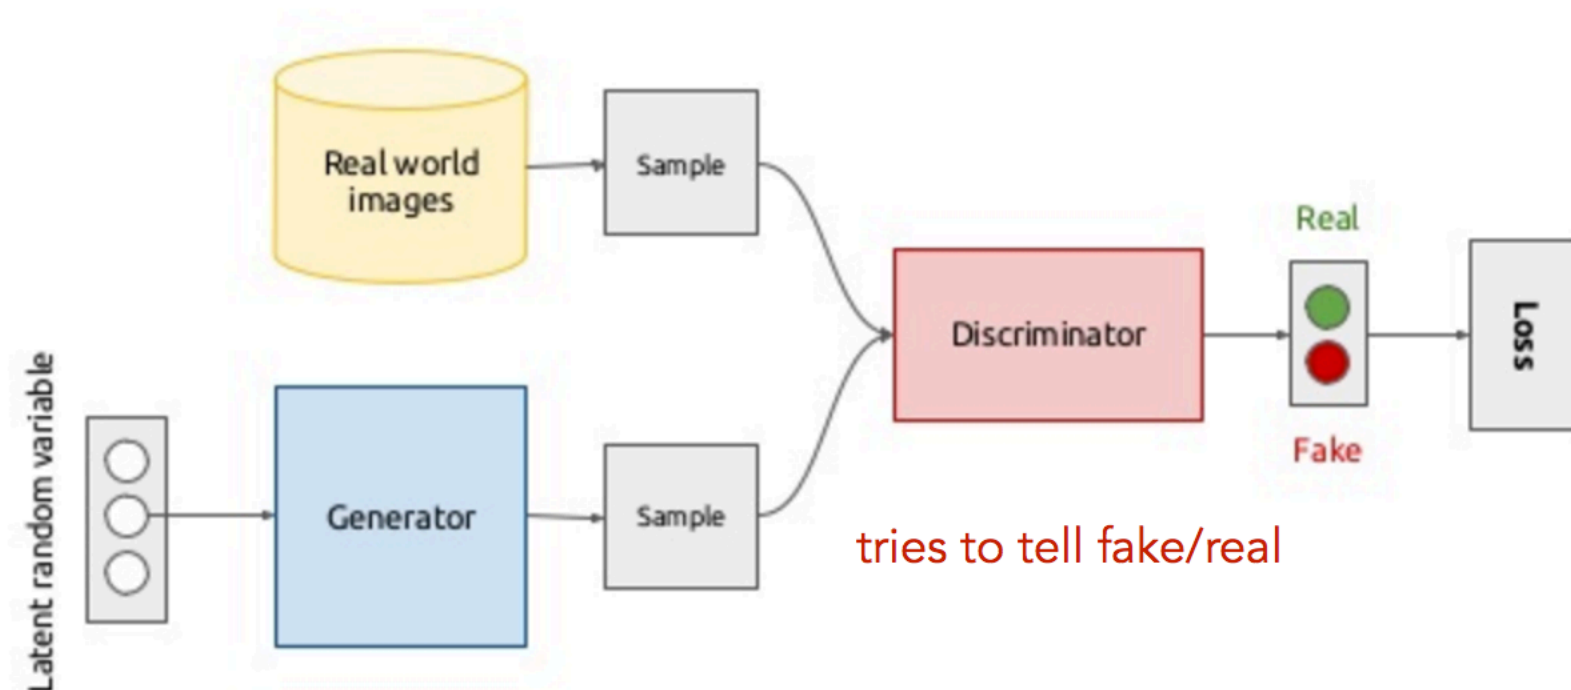 Real world
images
Sample
Real
Discriminator
Loss
Fake
Latent random variable
Generator
Sample
tries to tell fake/real